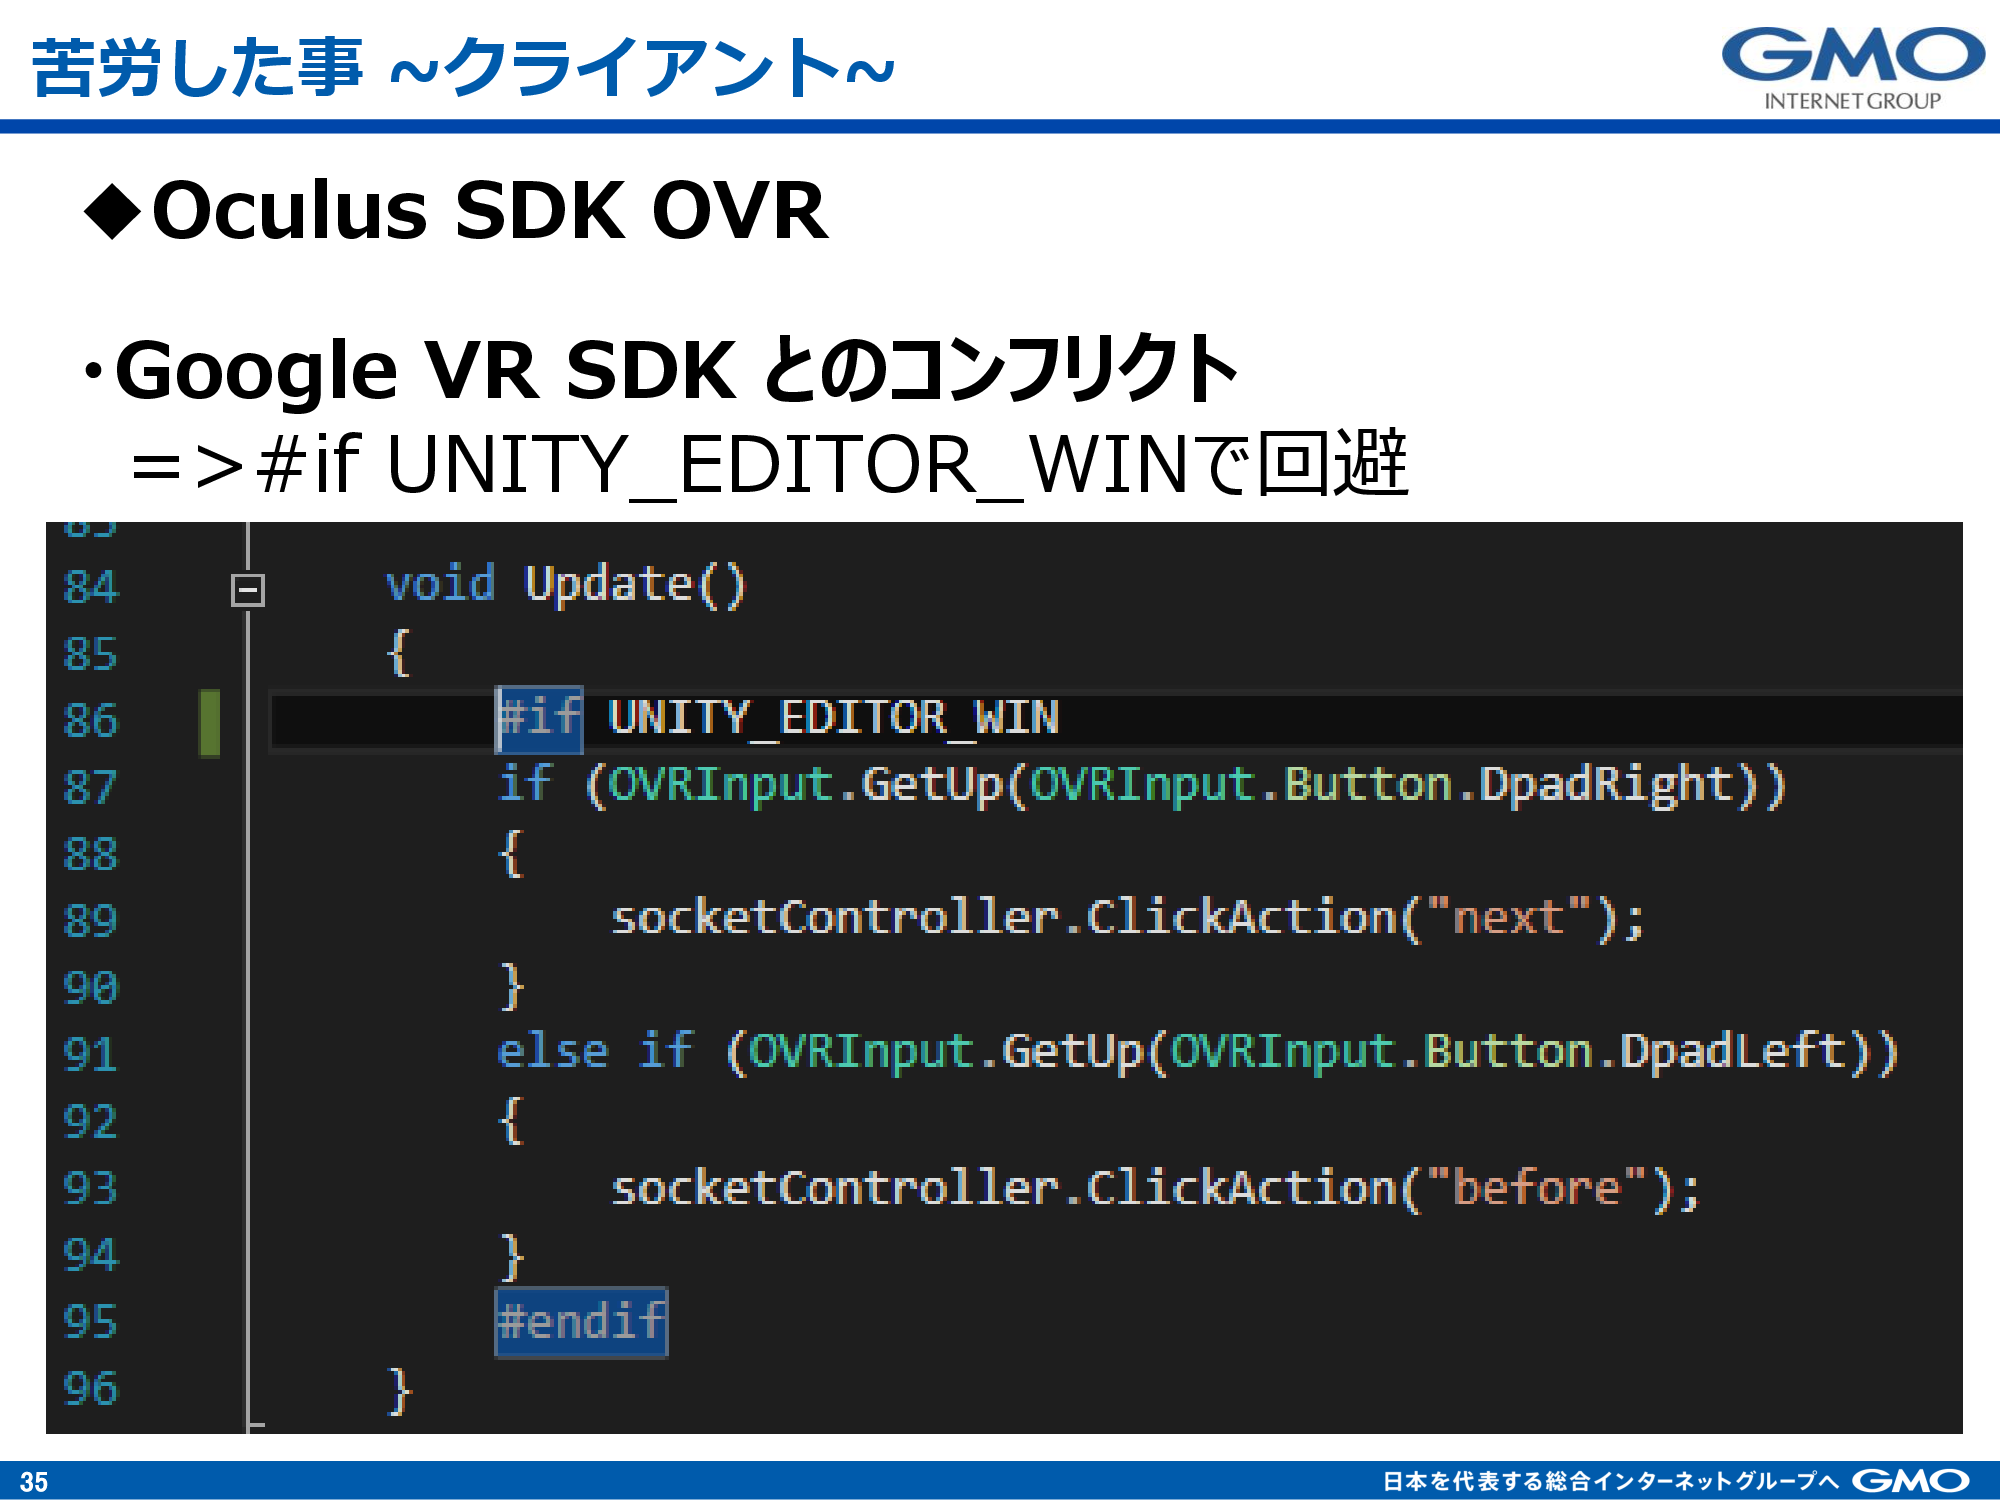 苦労した事 ~クライアント~
GMO
INTERNET GROUP
◆Oculus SDK OVR
・Google VR SDK とのコンフリクト
=>#if UNITY_EDITOR_WINで回避
84 void Update()
85 {
86 #if UNITY_EDITOR_WIN
87 if (OVRInput.GetUp(OVRInput.Button.DpadRight))
88 {
89 socketController.ClickAction("next");
90 }
91 else if (OVRInput.GetUp(OVRInput.Button.DpadLeft))
92 {
93 socketController.ClickAction("before");
94 }
95 #endif
96 }
35
日本を代表する総合インターネットグループへ GMO